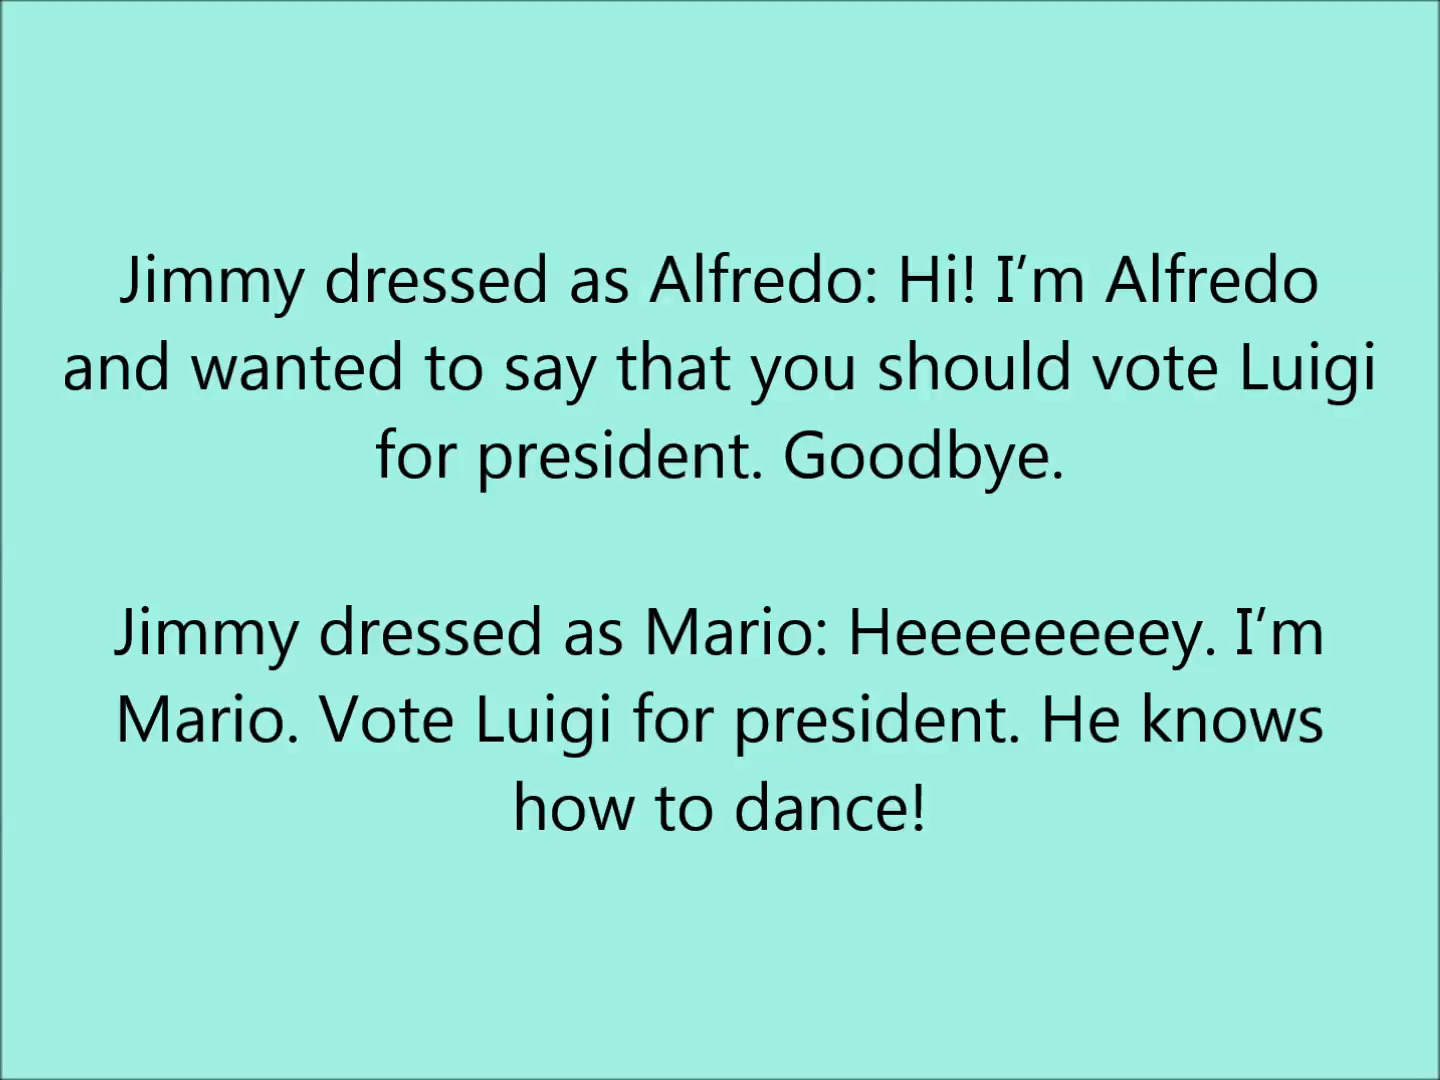 Jimmy dressed as Alfredo: Hi! I’m Alfredo
and wanted to say that you should vote Luigi
for president. Goodbye.
Jimmy dressed as Mario: Heeeeeeeey. I’m
Mario. Vote Luigi for president. He knows
how to dance!